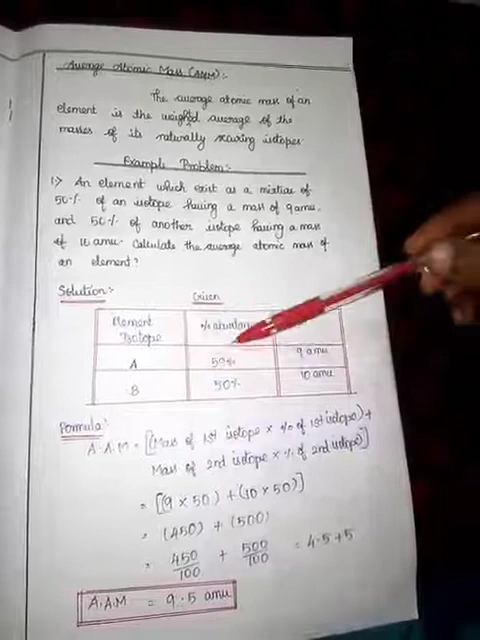 Average Atomic Mass (AAM):-
The average atomic mass of an
element is the weighted average of the
masses of its naturally
Example Problem:-
1.> An element which exist as a mixture of
50% of an isotope having a mass of 9 amu.
and 50% of another isotope having a mass
of 10 amu. Calculate the average atomic mass of
an element?
Solution:-
Given
Element
Isotope
A 50% 9 amu
B 50% 10 amu
Formula:-
A.A.M = [(Mass of 1st isotope x % of 1st isotope) +
Mass of 2nd isotope x % of 2nd isotope)]
= [(9 x 50) + (10 x 50)]
= (450) + (500)
= 450/100 + 500/100 = 4.5 + 5
A.A.M = 9.5 amu